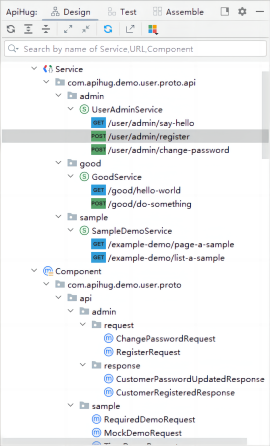 ApiHug: Design Test Assemble
Search by name of Service,URL,Component
Service
com.apihug.demo.user.proto.api
admin
UserAdminService
GET /user/admin/say-hello
POST /user/admin/register
POST /user/admin/change-password
good
GoodService
GET /good/hello-world
POST /good/do-something
sample
SampleDemoService
GET /example-demo/page-a-sample
GET /example-demo/list-a-sample
Component
com.apihug.demo.user.proto
api
admin
request
ChangePasswordRequest
RegisterRequest
response
CustomerPasswordUpdatedResponse
CustomerRegisteredResponse
sample
RequiredDemoRequest
MockDemoRequest